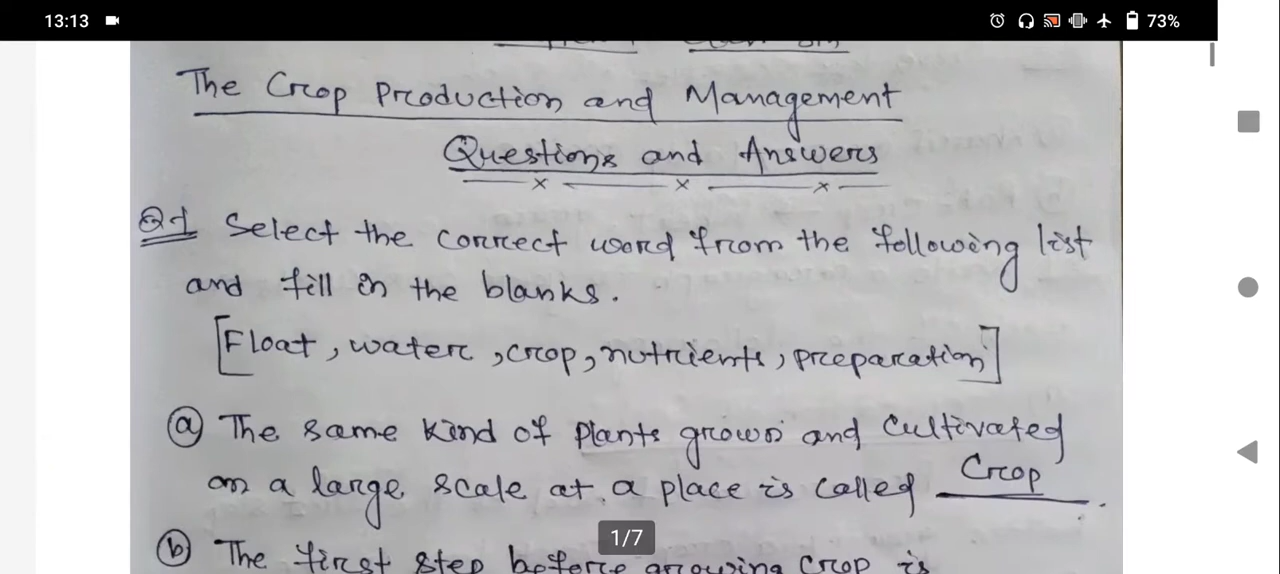 13:13
73%
The Crop Production and Management
Questions and Answers
Q-1 Select the correct word from the following list
and fill in the blanks.
[Float, water, crop, nutrients, preparation]
(a) The same kind of plants grown and cultivated
on a large scale at a place is called Crop.
1/7
(b) The first step before growing crop is